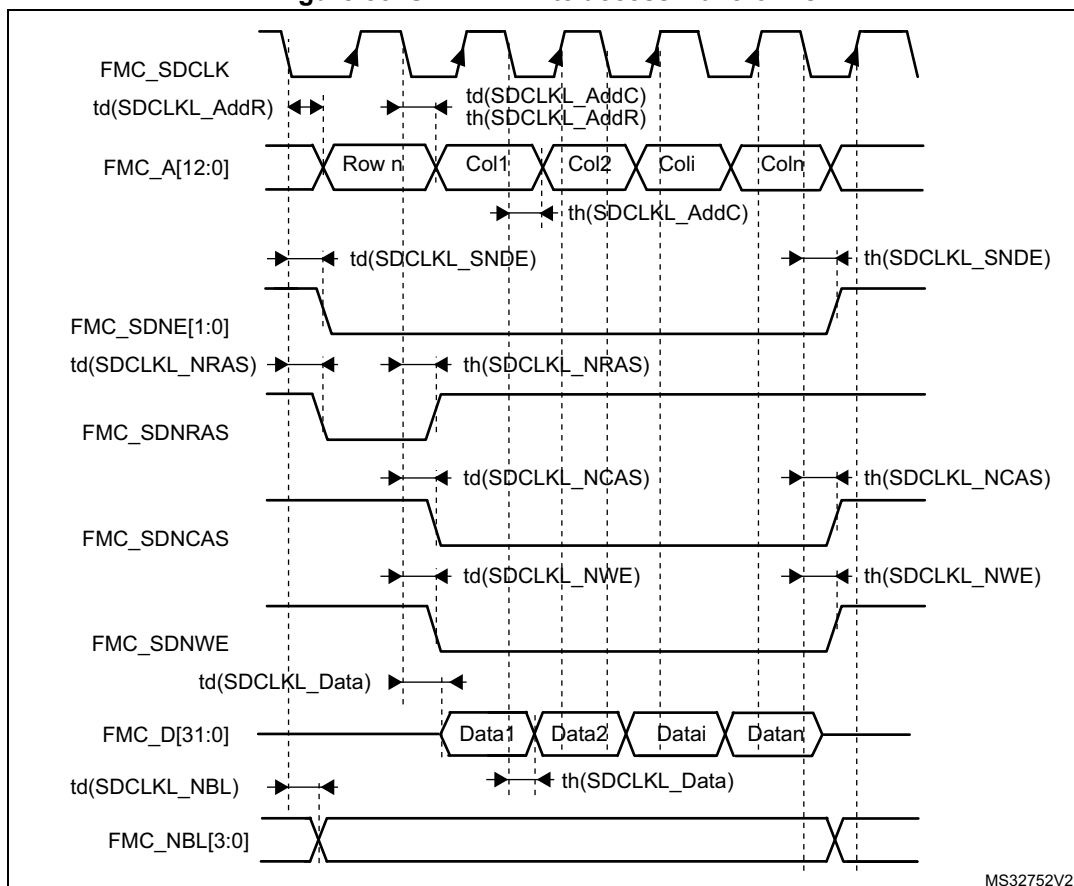 FMC_SDCLK
td(SDCLKL_AddR)
td(SDCLKL_AddC)
th(SDCLKL_AddR)
FMC_A[12:0]
Row n
Col1
Col2
Coli
Coln
th(SDCLKL_AddC)
td(SDCLKL_SNDE)
th(SDCLKL_SNDE)
FMC_SDNE[1:0]
td(SDCLKL_NRAS)
th(SDCLKL_NRAS)
FMC_SDNRAS
td(SDCLKL_NCAS)
th(SDCLKL_NCAS)
FMC_SDNCAS
td(SDCLKL_NWE)
th(SDCLKL_NWE)
FMC_SDNWE
td(SDCLKL_Data)
FMC_D[31:0]
Data1
Data2
Datai
Datan
td(SDCLKL_NBL)
th(SDCLKL_Data)
FMC_NBL[3:0]
MS32752V2